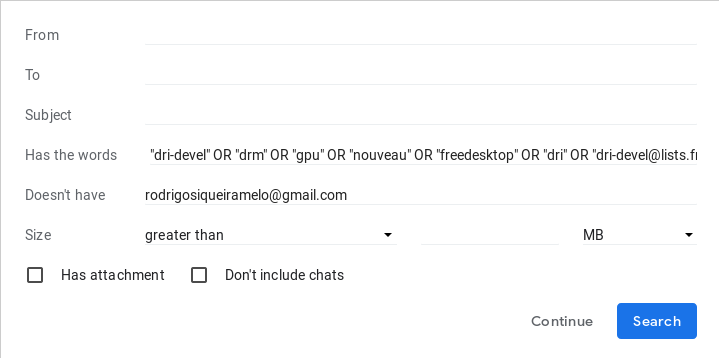 From
To
Subject
Has the words "dri-devel" OR "drm" OR "gpu" OR "nouveau" OR "freedesktop" OR "dri" OR "dri-devel@lists.fr
Doesn't have rodrigosiqueiramelo@gmail.com
Size greater than MB
Has attachment Don't include chats
Continue Search